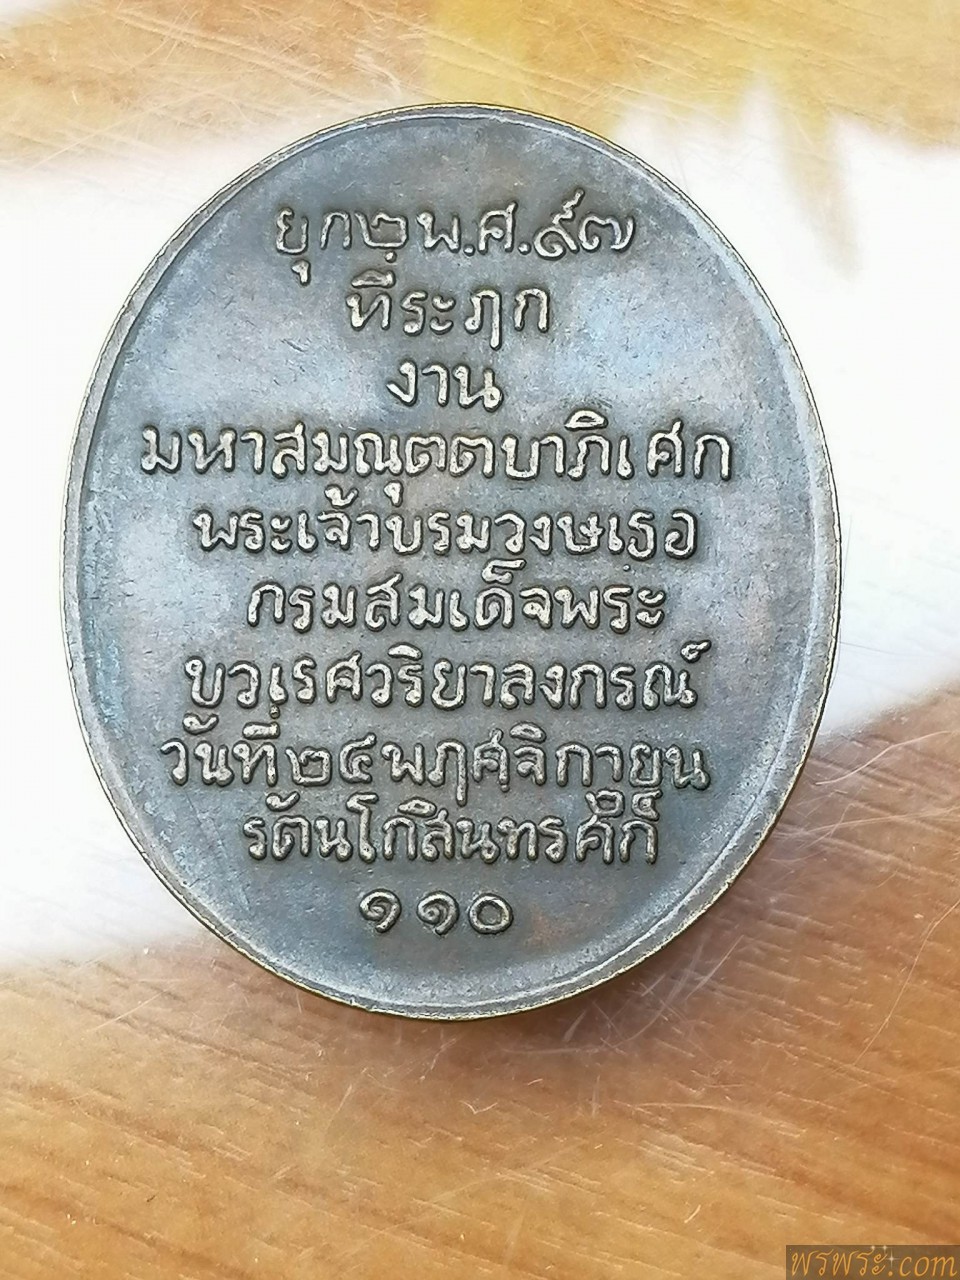 ยุก๒พ.ศ.๙๗
ที่ระฦก
งาน
มหาสมณุตตบาภิเศก
พระเจ้าบรมวงษเธอ
กรมสมเด็จพระ
บวเรศวริยาลงกรณ์
วันที่๒๔พฤศจิกายน
รัตนโกสินทรศักก็
๑๑๐
พรพระ.com